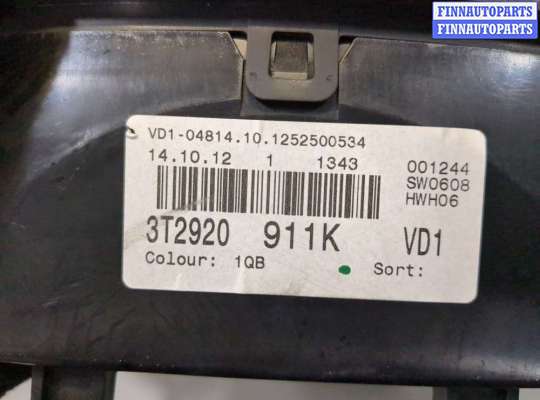 FINNAUTOPARTS
FINNAUTOPARTS
VD1-04814.10.1252500534
14.10.12 1 1343 001244
SW0608
HWH06
3T2920 911K VD1
Colour: 1QB Sort: